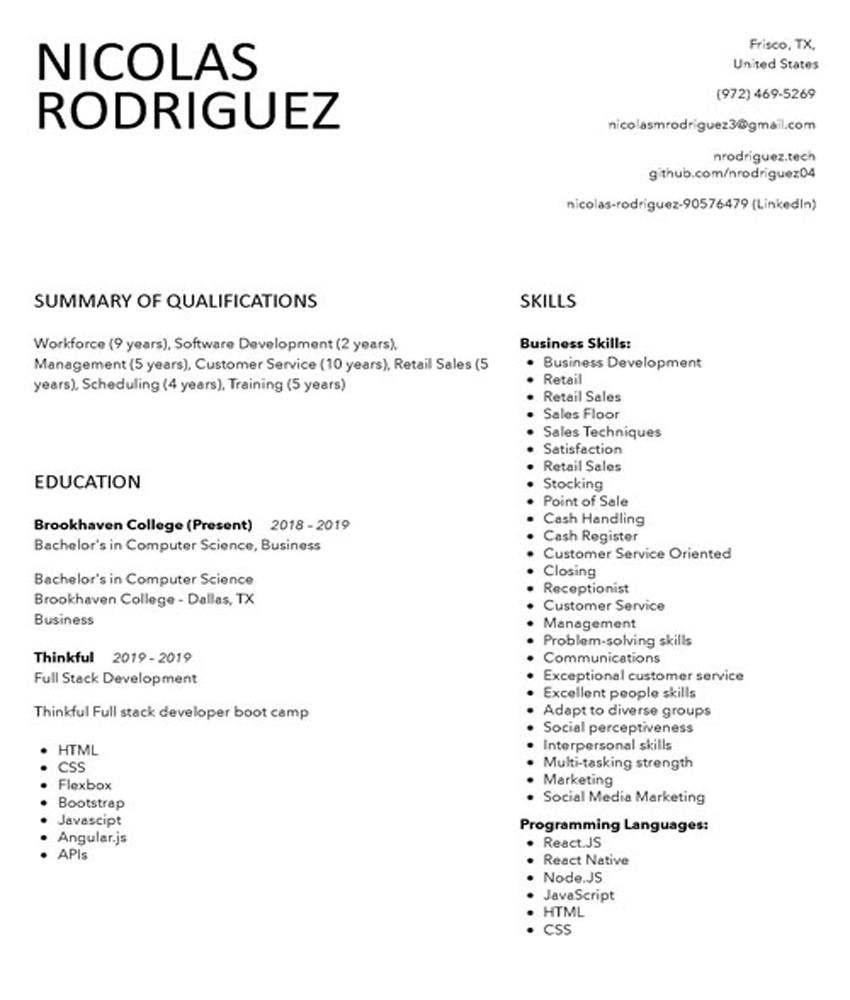 NICOLAS
RODRIGUEZ
Frisco, TX,
United States
(972) 469-5269
nicolasmrodriguez3@gmail.com
nrodriguez.tech
github.com/nrodriguez04
nicolas-rodriguez-90576479 (LinkedIn)
SUMMARY OF QUALIFICATIONS
Workforce (9 years), Software Development (2 years),
Management (5 years), Customer Service (10 years), Retail Sales (5
years), Scheduling (4 years), Training (5 years)
EDUCATION
Brookhaven College (Present) 2018 - 2019
Bachelor's in Computer Science, Business
Bachelor's in Computer Science
Brookhaven College - Dallas, TX
Business
Thinkful 2019 - 2019
Full Stack Development
Thinkful Full stack developer boot camp
• HTML
• CSS
• Flexbox
• Bootstrap
• Javascipt
• Angular.js
• APIs
SKILLS
Business Skills:
• Business Development
• Retail
• Retail Sales
• Sales Floor
• Sales Techniques
• Satisfaction
• Retail Sales
• Stocking
• Point of Sale
• Cash Handling
• Cash Register
• Customer Service Oriented
• Closing
• Receptionist
• Customer Service
• Management
• Problem-solving skills
• Communications
• Exceptional customer service
• Excellent people skills
• Adapt to diverse groups
• Social perceptiveness
• Interpersonal skills
• Multi-tasking strength
• Marketing
• Social Media Marketing
Programming Languages:
• React.JS
• React Native
• Node.JS
• JavaScript
• HTML
• CSS